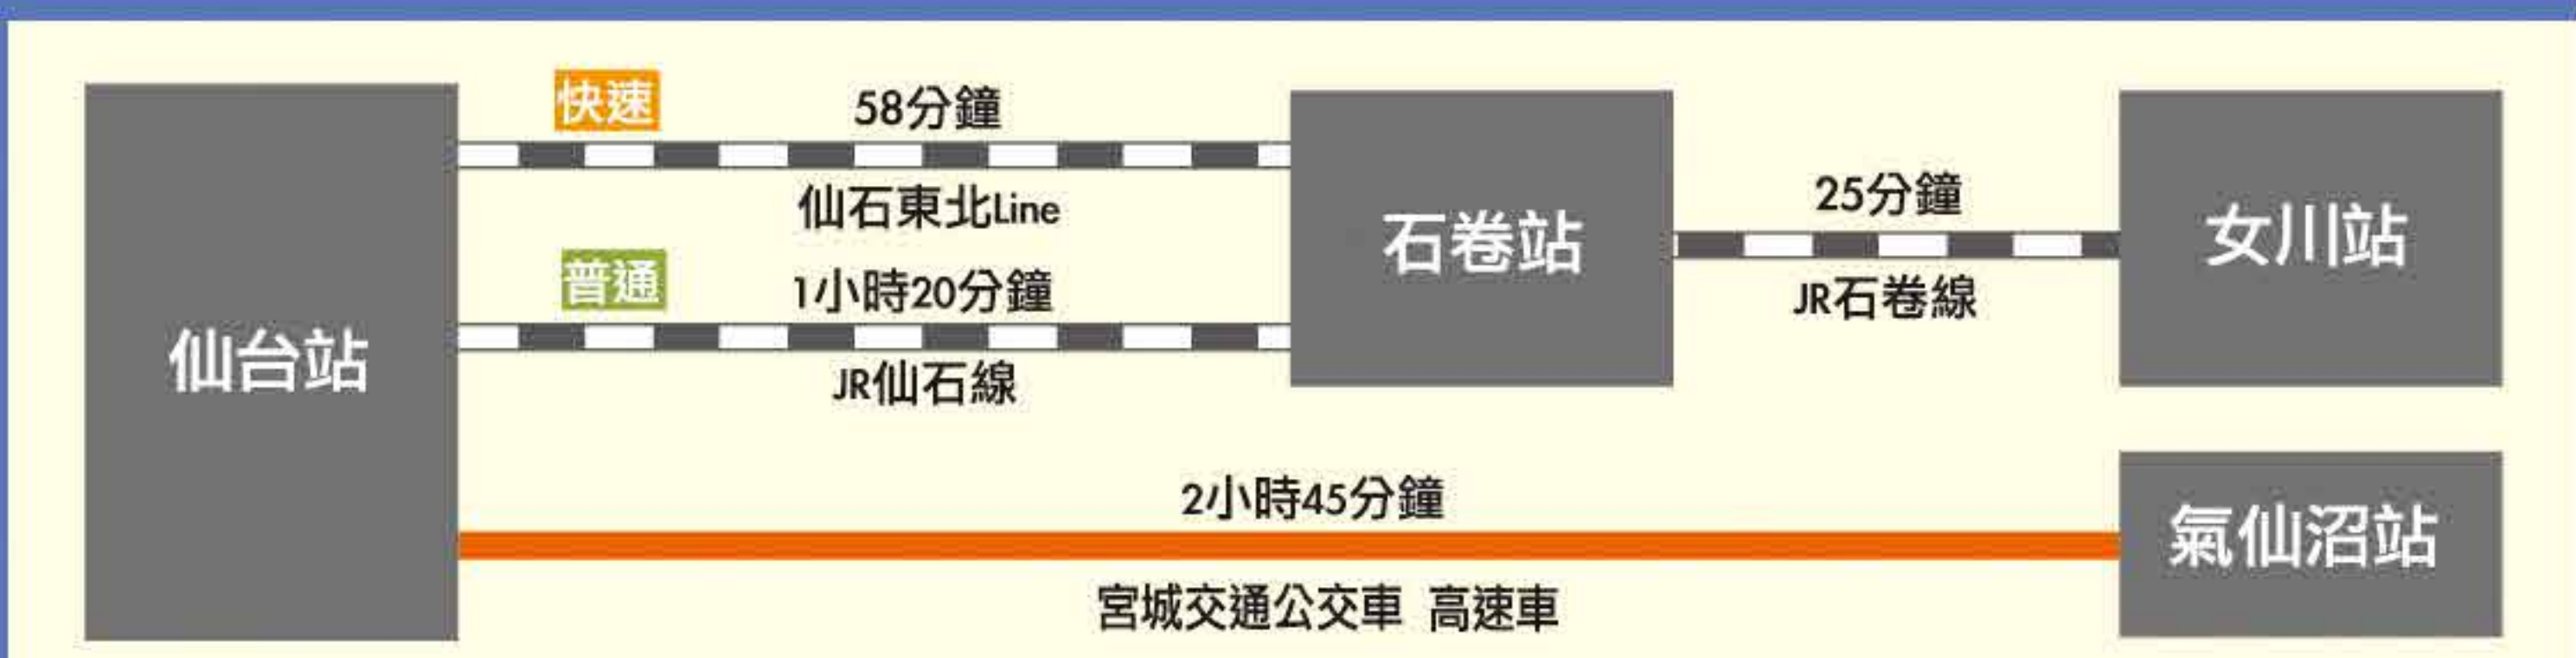 仙台站
快速
58分鐘
仙石東北Line
普通
1小時20分鐘
JR仙石線
石卷站
25分鐘
JR石卷線
女川站
2小時45分鐘
宮城交通公交車 高速車
氣仙沼站